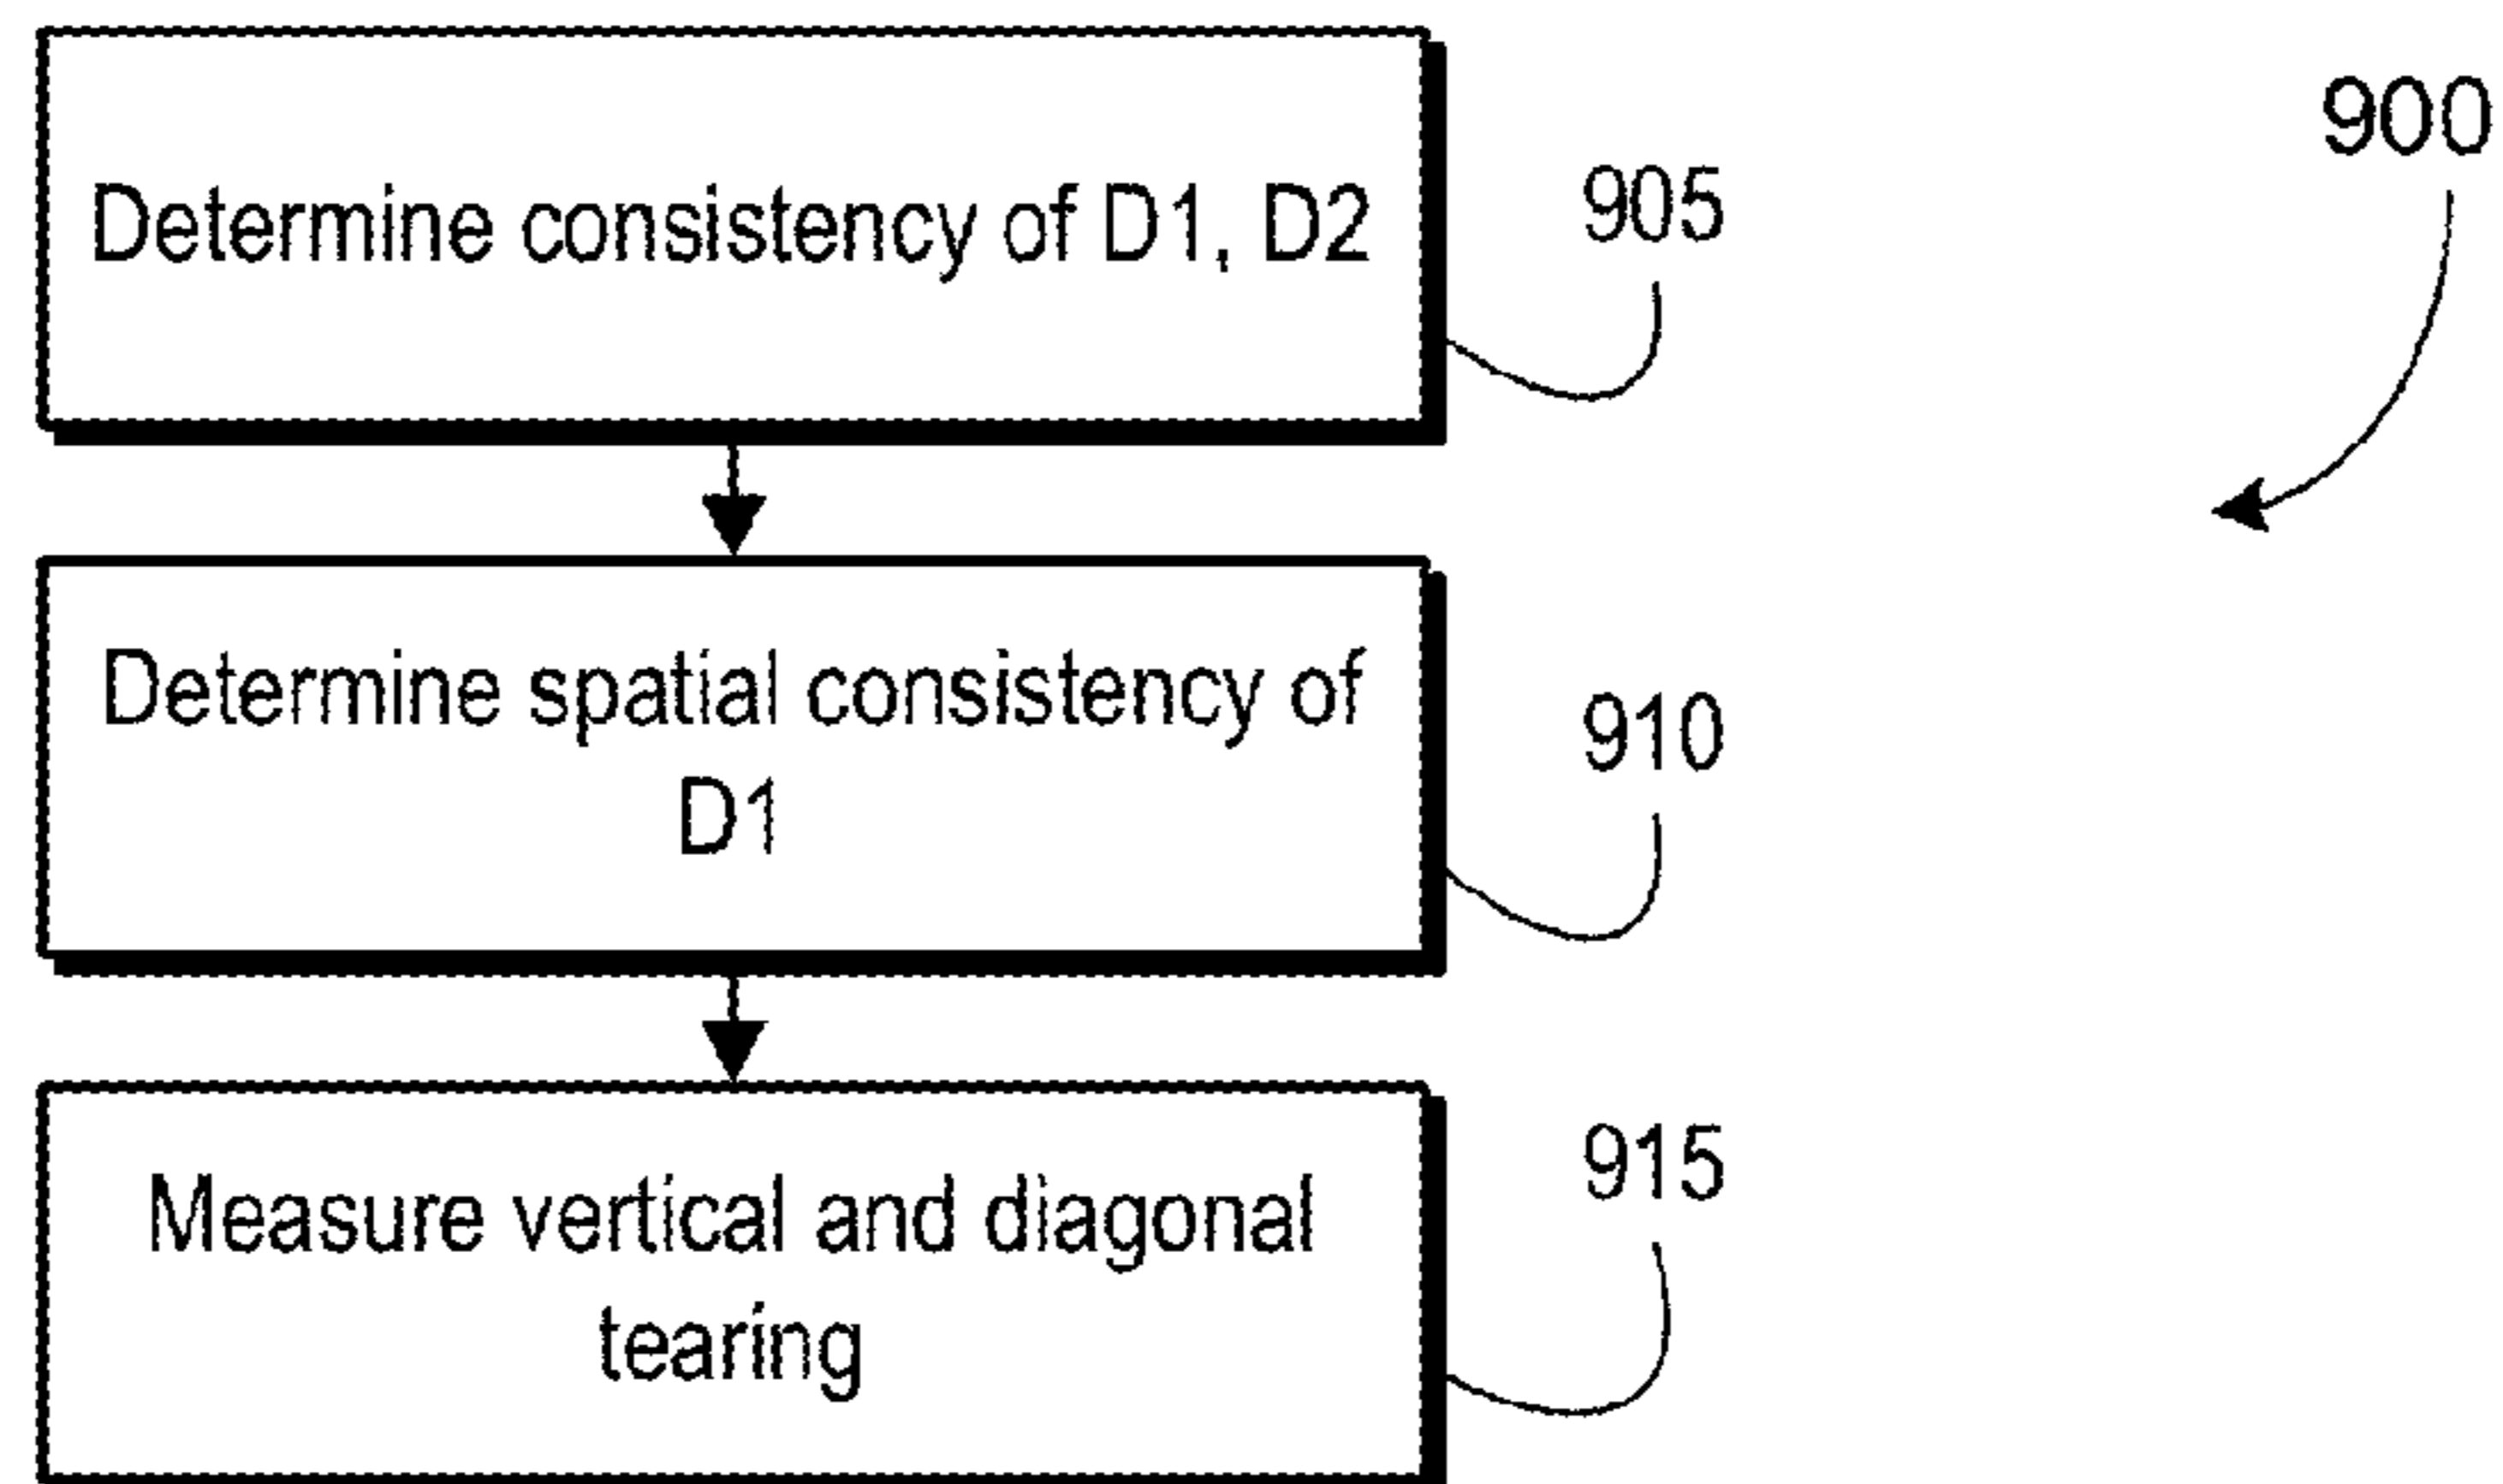 900
Determine consistency of D1, D2
905
Determine spatial consistency of
D1
910
Measure vertical and diagonal
tearing
915